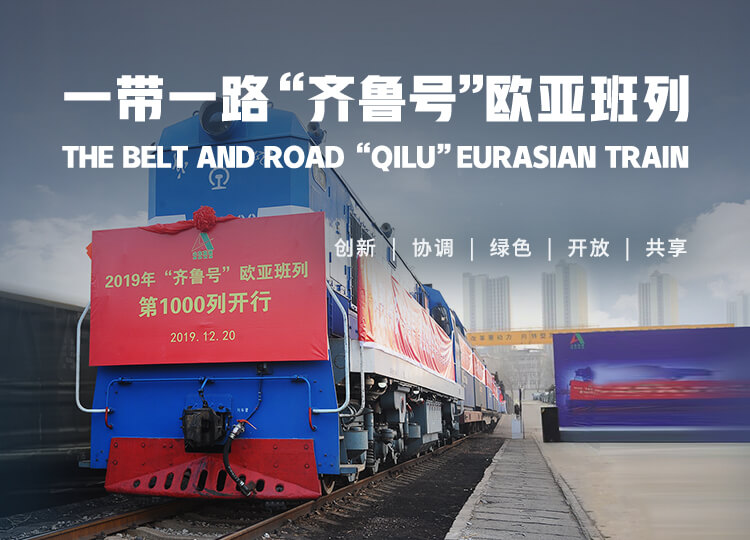 一带一路“齐鲁号”欧亚班列
THE BELT AND ROAD “QILU” EURASIAN TRAIN
创新 | 协调 | 绿色 | 开放 | 共享
2019年“齐鲁号”欧亚班列
第1000列开行
2019.12.20